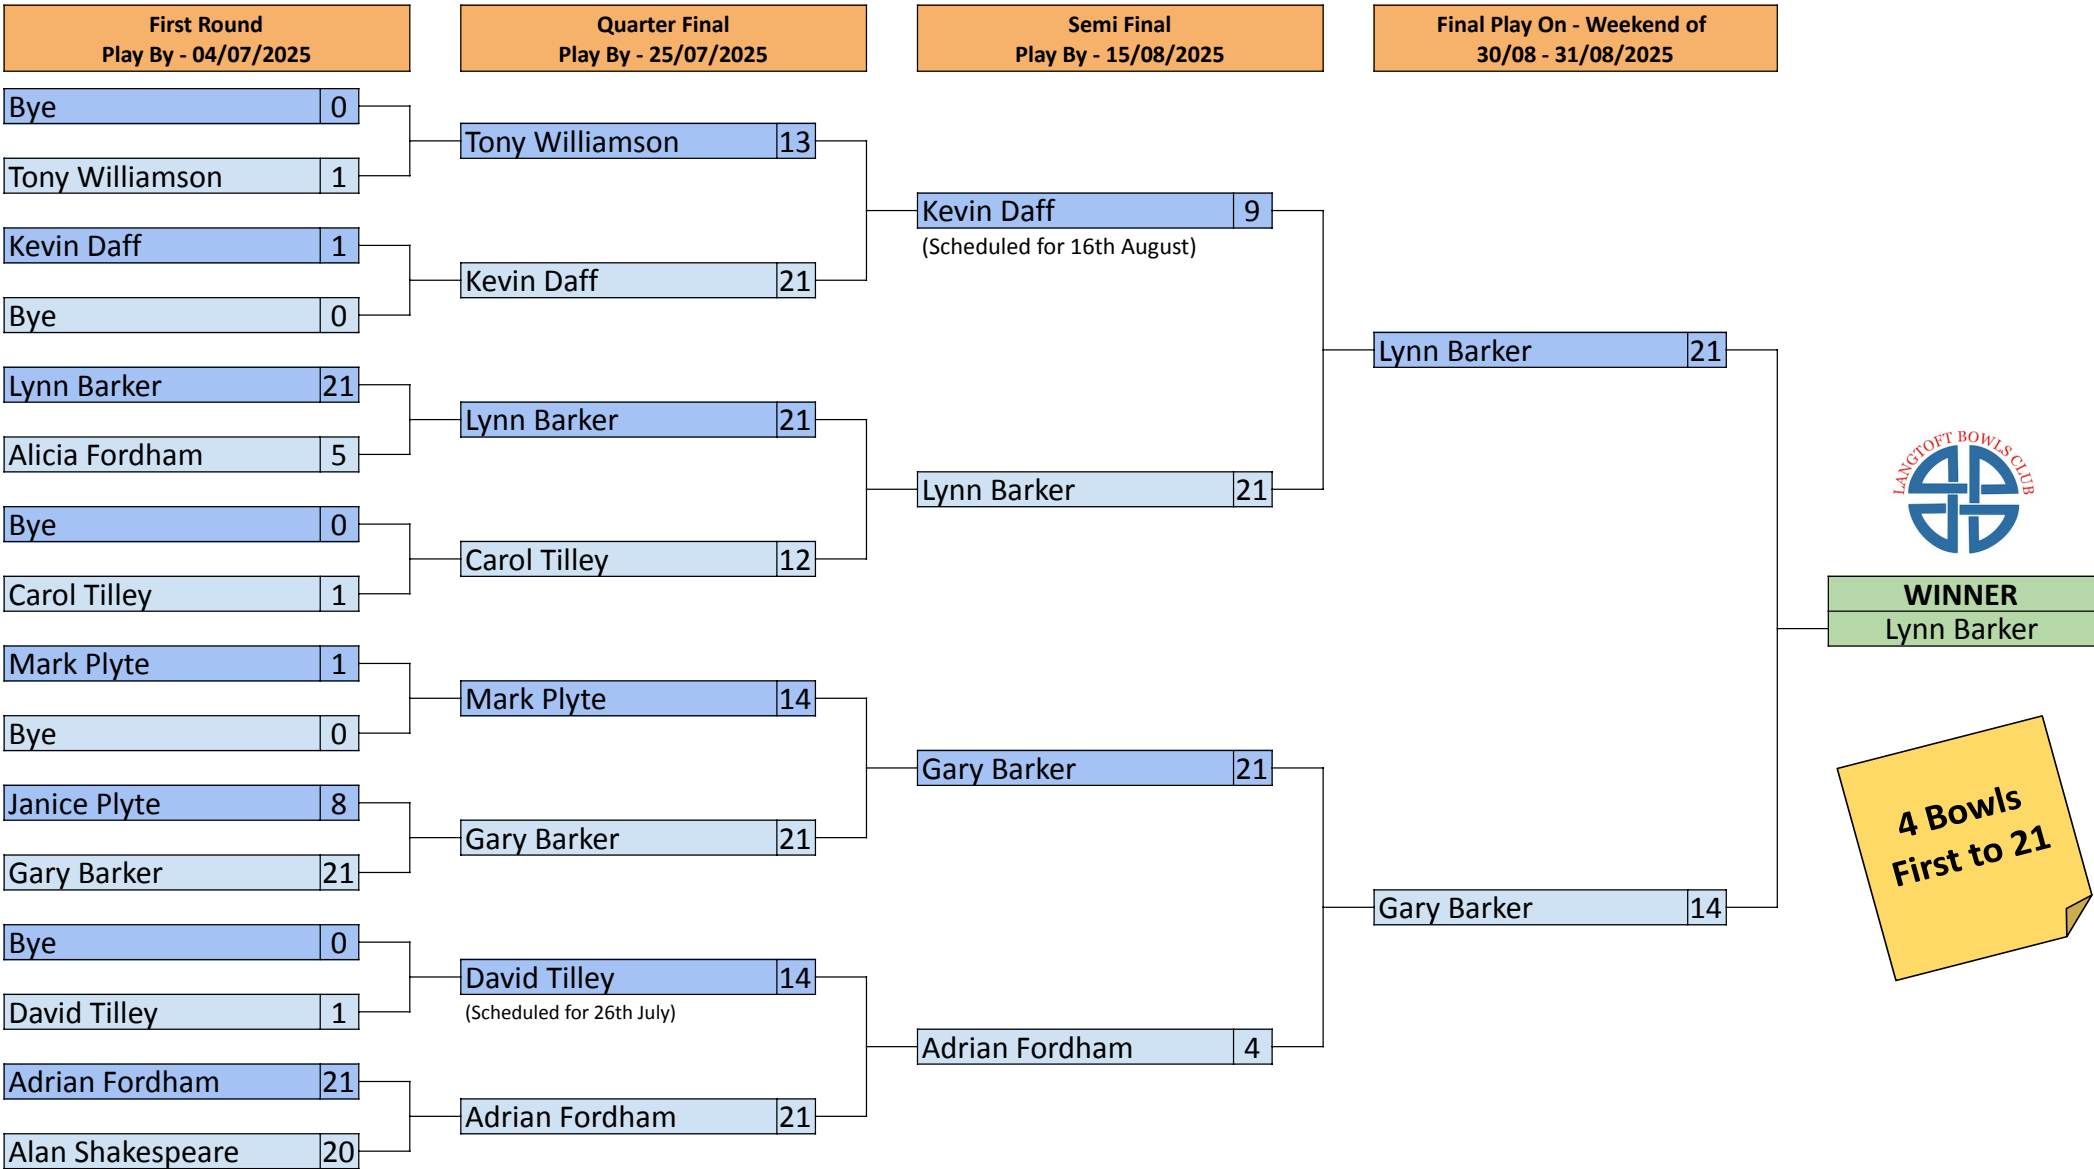 First Round
Play By - 04/07/2025
Quarter Final
Play By - 25/07/2025
Semi Final
Play By - 15/08/2025
Final Play On - Weekend of
30/08 - 31/08/2025
Bye 0
Tony Williamson 1
Kevin Daff 1
Bye 0
Lynn Barker 21
Alicia Fordham 5
Bye 0
Carol Tilley 1
Mark Plyte 1
Bye 0
Janice Plyte 8
Gary Barker 21
Bye 0
David Tilley 1
Adrian Fordham 21
Alan Shakespeare 20
Tony Williamson 13
Kevin Daff 21
Lynn Barker 21
Carol Tilley 12
Mark Plyte 14
Gary Barker 21
David Tilley 14
(Scheduled for 26th July)
Adrian Fordham 21
Kevin Daff 9
(Scheduled for 16th August)
Lynn Barker 21
Gary Barker 21
Adrian Fordham 4
Lynn Barker 21
Gary Barker 14
LANGTOFT BOWLS CLUB
WINNER
Lynn Barker
4 Bowls
First to 21